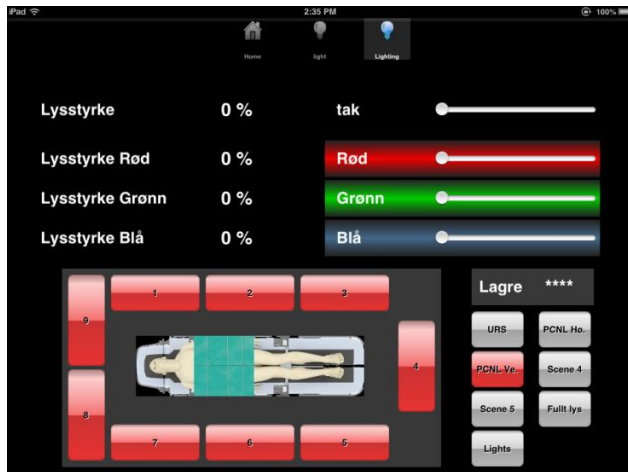 iPad 2:35 PM 100%
Home light Lighting
Lysstyrke 0 % tak
Lysstyrke Rød 0 % Rød
Lysstyrke Grønn 0 % Grønn
Lysstyrke Blå 0 % Blå
Lagre ****
1 2 3
9 4
8
7 6 5
URS PCNL Hø.
PCNL Ve. Scene 4
Scene 5 Fullt lys
Lights